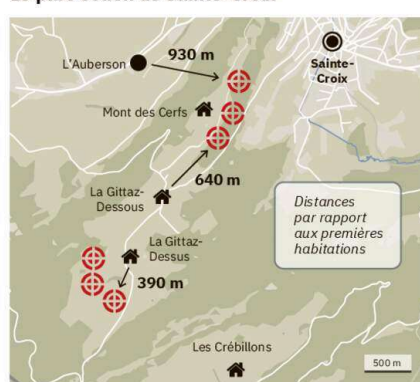 930 m
L'Auberson
Sainte-
Croix
Mont des Cerfs
640 m
La Gittaz-
Dessous
Distances
par rapport
aux premières
habitations
La Gittaz-
Dessus
390 m
Les Crébillons
500 m